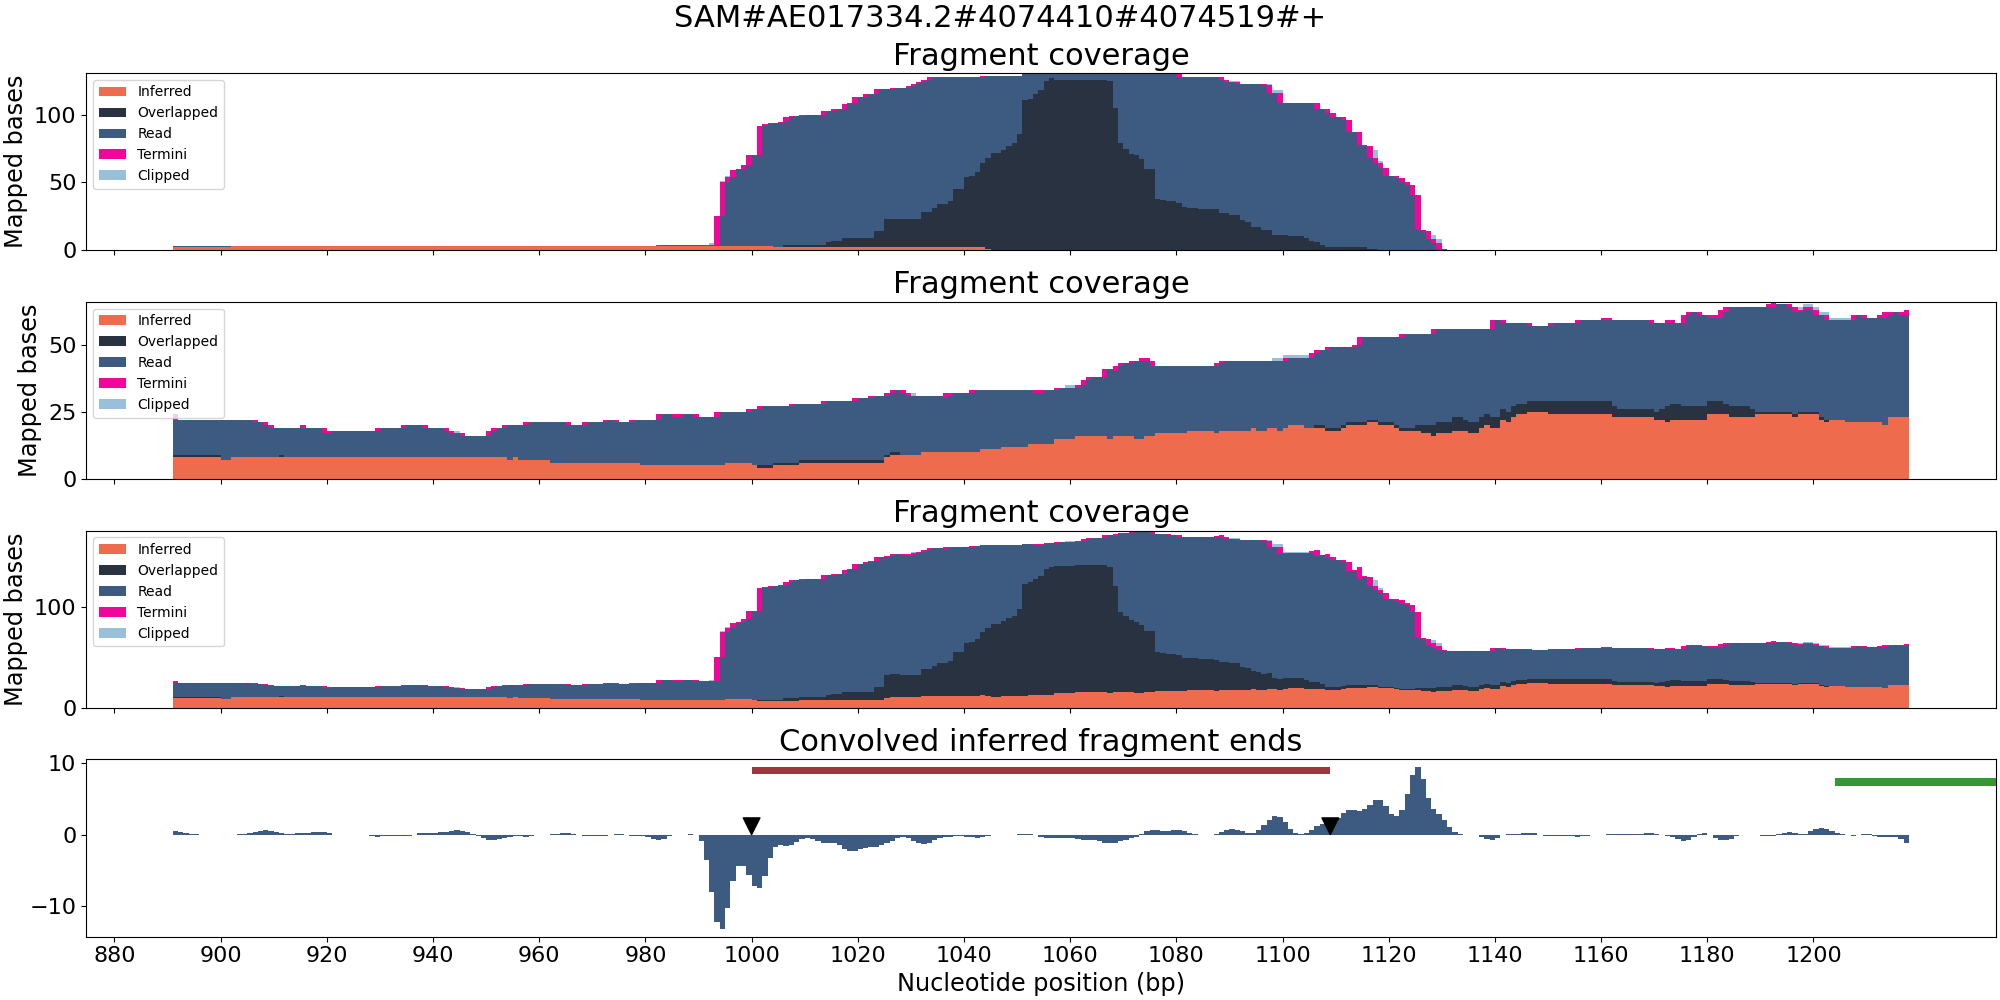 SAM#AE017334.2#4074410#4074519#+
Fragment coverage
Mapped bases
100
50
0
Inferred
Overlapped
Read
Termini
Clipped
Fragment coverage
Mapped bases
50
25
0
Inferred
Overlapped
Read
Termini
Clipped
Fragment coverage
Mapped bases
100
0
Inferred
Overlapped
Read
Termini
Clipped
Convolved inferred fragment ends
10
0
−10
880 900 920 940 960 980 1000 1020 1040 1060 1080 1100 1120 1140 1160 1180 1200
Nucleotide position (bp)